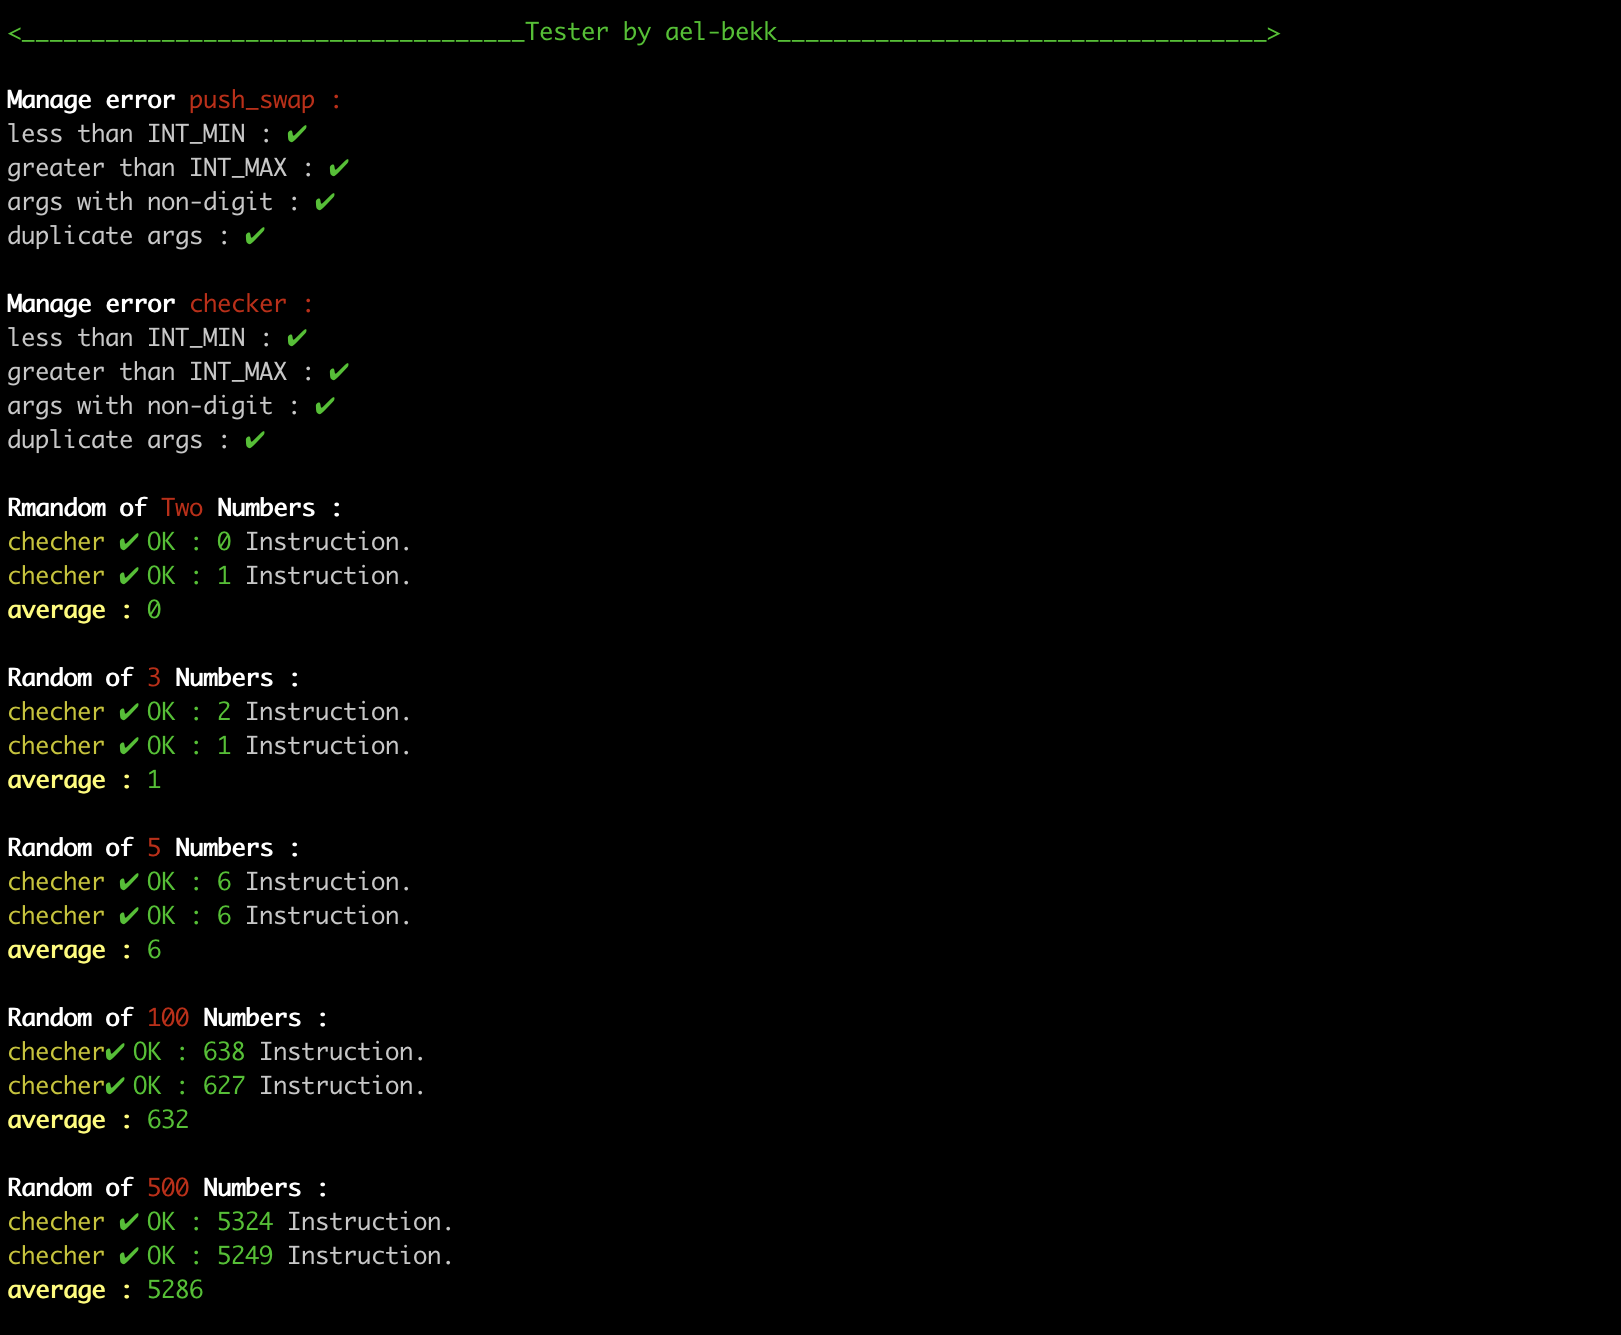 <____________________________________Tester by ael-bekk___________________________________>
Manage error push_swap :
less than INT_MIN : ✔
greater than INT_MAX : ✔
args with non-digit : ✔
duplicate args : ✔
Manage error checker :
less than INT_MIN : ✔
greater than INT_MAX : ✔
args with non-digit : ✔
duplicate args : ✔
Rmandom of Two Numbers :
checher ✔ OK : 0 Instruction.
checher ✔ OK : 1 Instruction.
average : 0
Random of 3 Numbers :
checher ✔ OK : 2 Instruction.
checher ✔ OK : 1 Instruction.
average : 1
Random of 5 Numbers :
checher ✔ OK : 6 Instruction.
checher ✔ OK : 6 Instruction.
average : 6
Random of 100 Numbers :
checher✔ OK : 638 Instruction.
checher✔ OK : 627 Instruction.
average : 632
Random of 500 Numbers :
checher ✔ OK : 5324 Instruction.
checher ✔ OK : 5249 Instruction.
average : 5286